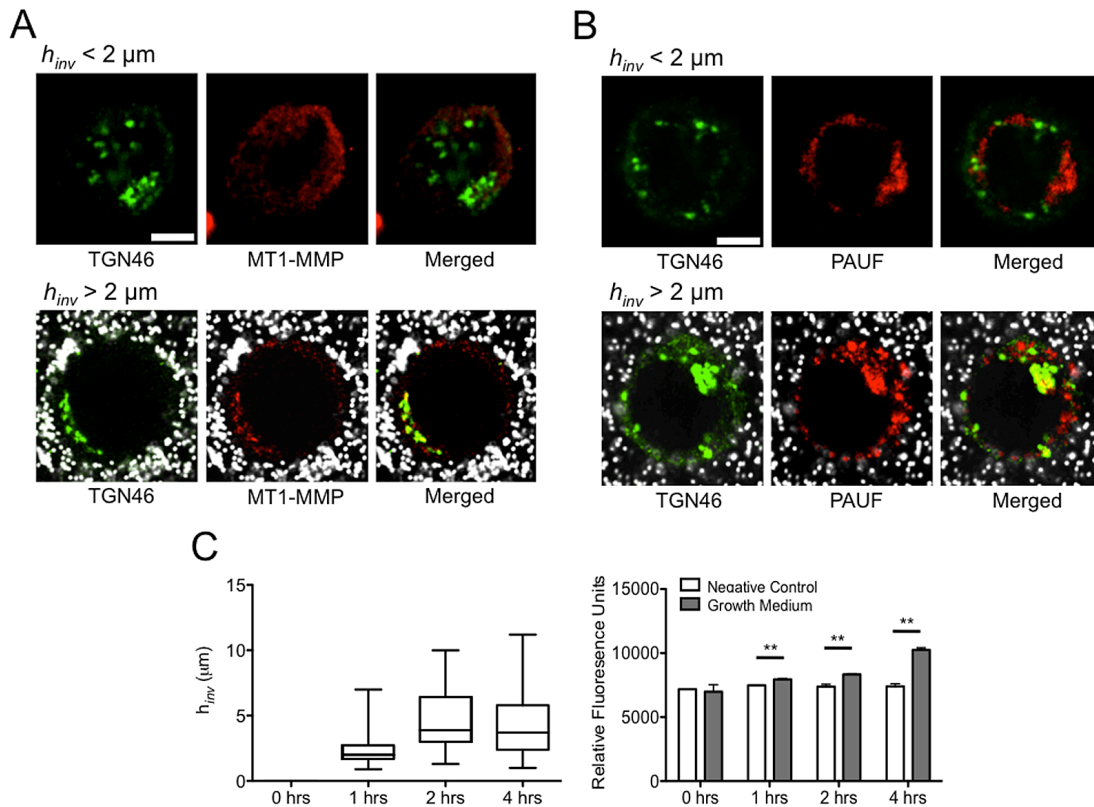 A
h_inv < 2 μm
TGN46 MT1-MMP Merged
h_inv > 2 μm
TGN46 MT1-MMP Merged
B
h_inv < 2 μm
TGN46 PAUF Merged
h_inv > 2 μm
TGN46 PAUF Merged
C
h_inv (μm)
15
10
5
0
0 hrs 1 hrs 2 hrs 4 hrs
Relative Fluoresence Units
15000
10000
5000
0
Negative Control
Growth Medium
**
**
**
0 hrs 1 hrs 2 hrs 4 hrs